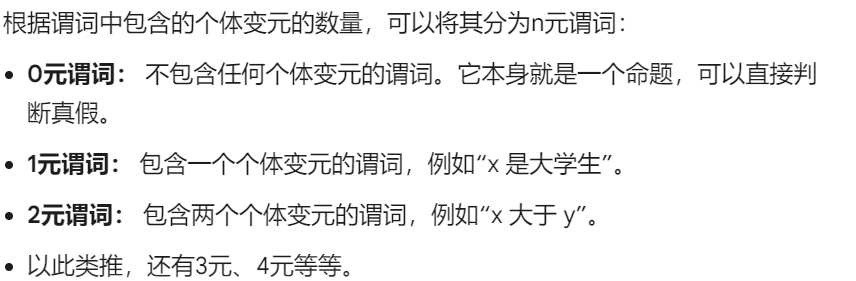 根据谓词中包含的个体变元的数量，可以将其分为n元谓词：
• 0元谓词： 不包含任何个体变元的谓词。它本身就是一个命题，可以直接判
断真假。
• 1元谓词： 包含一个个体变元的谓词，例如“x 是大学生”。
• 2元谓词： 包含两个个体变元的谓词，例如“x 大于 y”。
• 以此类推，还有3元、4元等等。